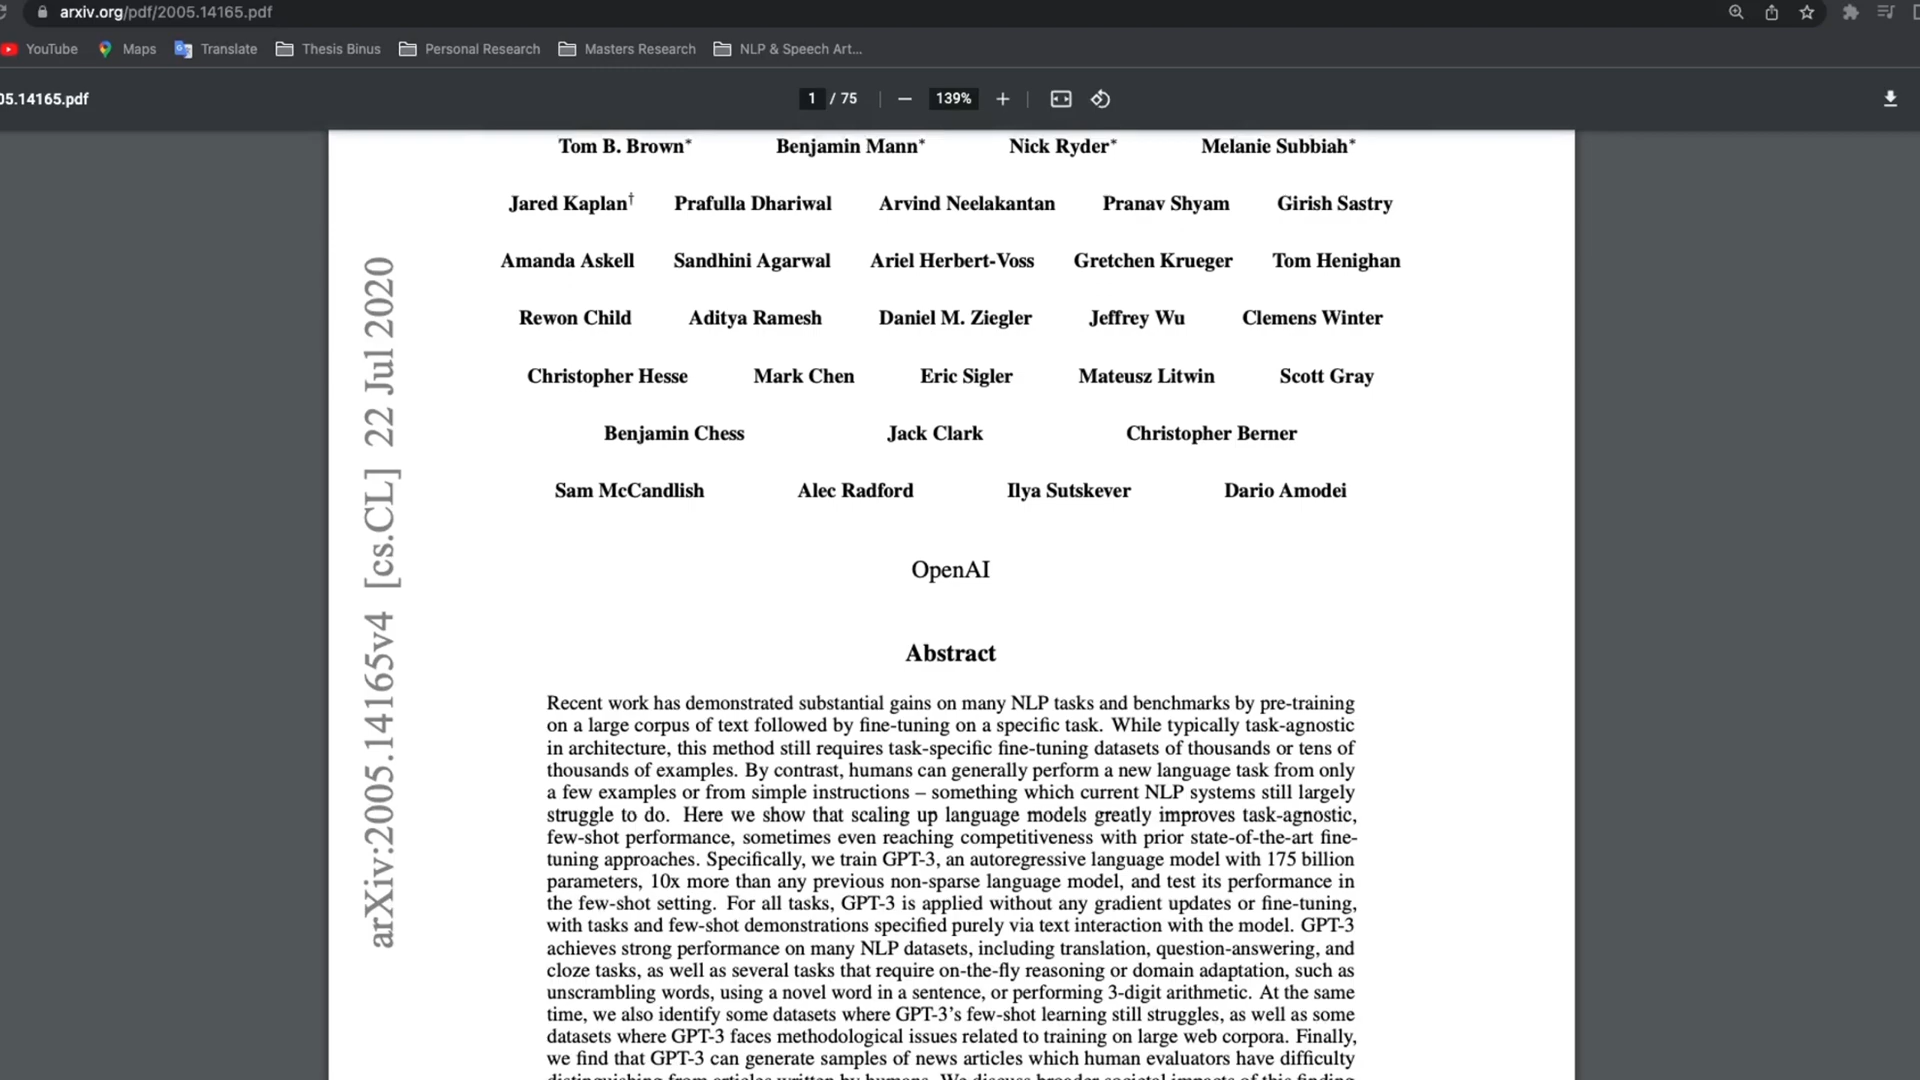 arxiv.org/pdf/2005.14165.pdf
YouTube Maps Translate Thesis Binus Personal Research Masters Research NLP & Speech Art...
05.14165.pdf 1 / 75 139%
Tom B. Brown* Benjamin Mann* Nick Ryder* Melanie Subbiah*
Jared Kaplan† Prafulla Dhariwal Arvind Neelakantan Pranav Shyam Girish Sastry
Amanda Askell Sandhini Agarwal Ariel Herbert-Voss Gretchen Krueger Tom Henighan
Rewon Child Aditya Ramesh Daniel M. Ziegler Jeffrey Wu Clemens Winter
Christopher Hesse Mark Chen Eric Sigler Mateusz Litwin Scott Gray
Benjamin Chess Jack Clark Christopher Berner
Sam McCandlish Alec Radford Ilya Sutskever Dario Amodei
OpenAI
arXiv:2005.14165v4 [cs.CL] 22 Jul 2020
Abstract
Recent work has demonstrated substantial gains on many NLP tasks and benchmarks by pre-training
on a large corpus of text followed by fine-tuning on a specific task. While typically task-agnostic
in architecture, this method still requires task-specific fine-tuning datasets of thousands or tens of
thousands of examples. By contrast, humans can generally perform a new language task from only
a few examples or from simple instructions – something which current NLP systems still largely
struggle to do. Here we show that scaling up language models greatly improves task-agnostic,
few-shot performance, sometimes even reaching competitiveness with prior state-of-the-art fine-
tuning approaches. Specifically, we train GPT-3, an autoregressive language model with 175 billion
parameters, 10x more than any previous non-sparse language model, and test its performance in
the few-shot setting. For all tasks, GPT-3 is applied without any gradient updates or fine-tuning,
with tasks and few-shot demonstrations specified purely via text interaction with the model. GPT-3
achieves strong performance on many NLP datasets, including translation, question-answering, and
cloze tasks, as well as several tasks that require on-the-fly reasoning or domain adaptation, such as
unscrambling words, using a novel word in a sentence, or performing 3-digit arithmetic. At the same
time, we also identify some datasets where GPT-3's few-shot learning still struggles, as well as some
datasets where GPT-3 faces methodological issues related to training on large web corpora. Finally,
we find that GPT-3 can generate samples of news articles which human evaluators have difficulty
distinguishing from articles written by humans. We discuss broader societal impacts of this finding